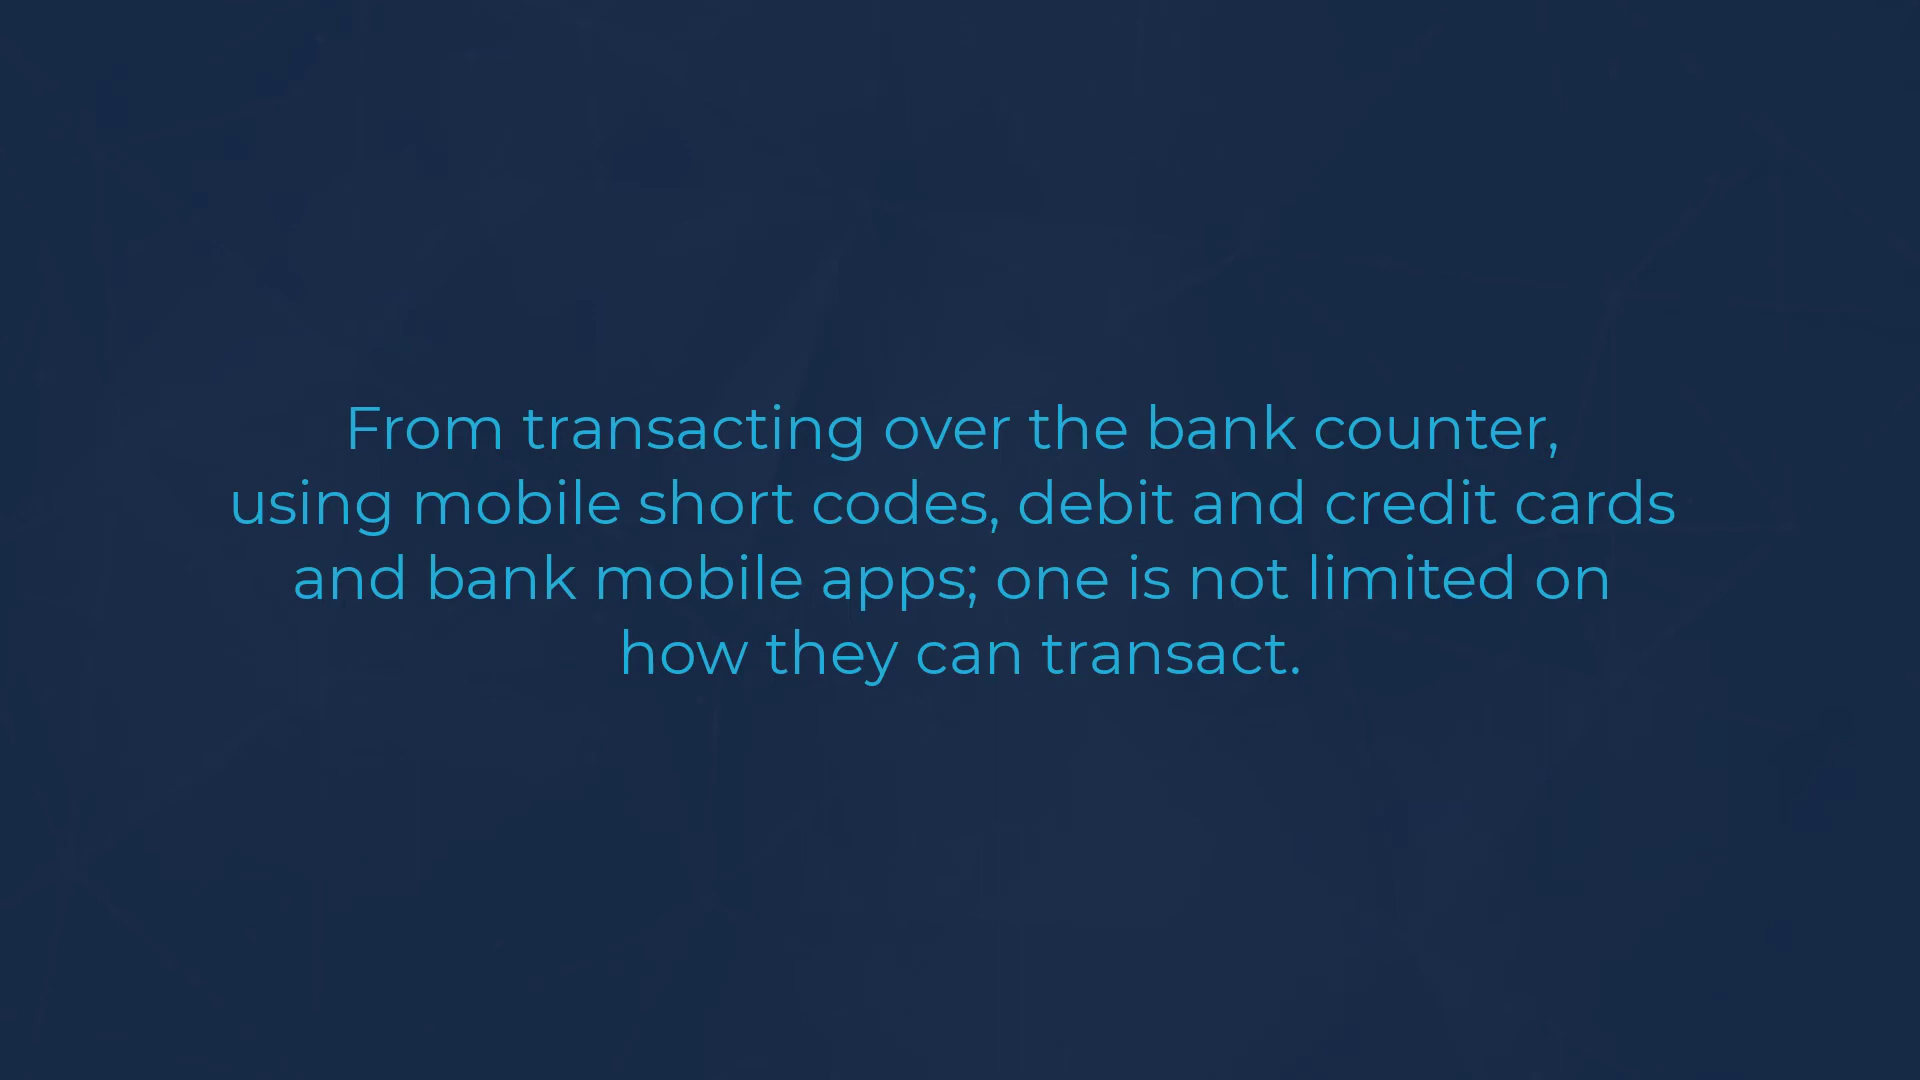 From transacting over the bank counter,
using mobile short codes, debit and credit cards
and bank mobile apps; one is not limited on
how they can transact.